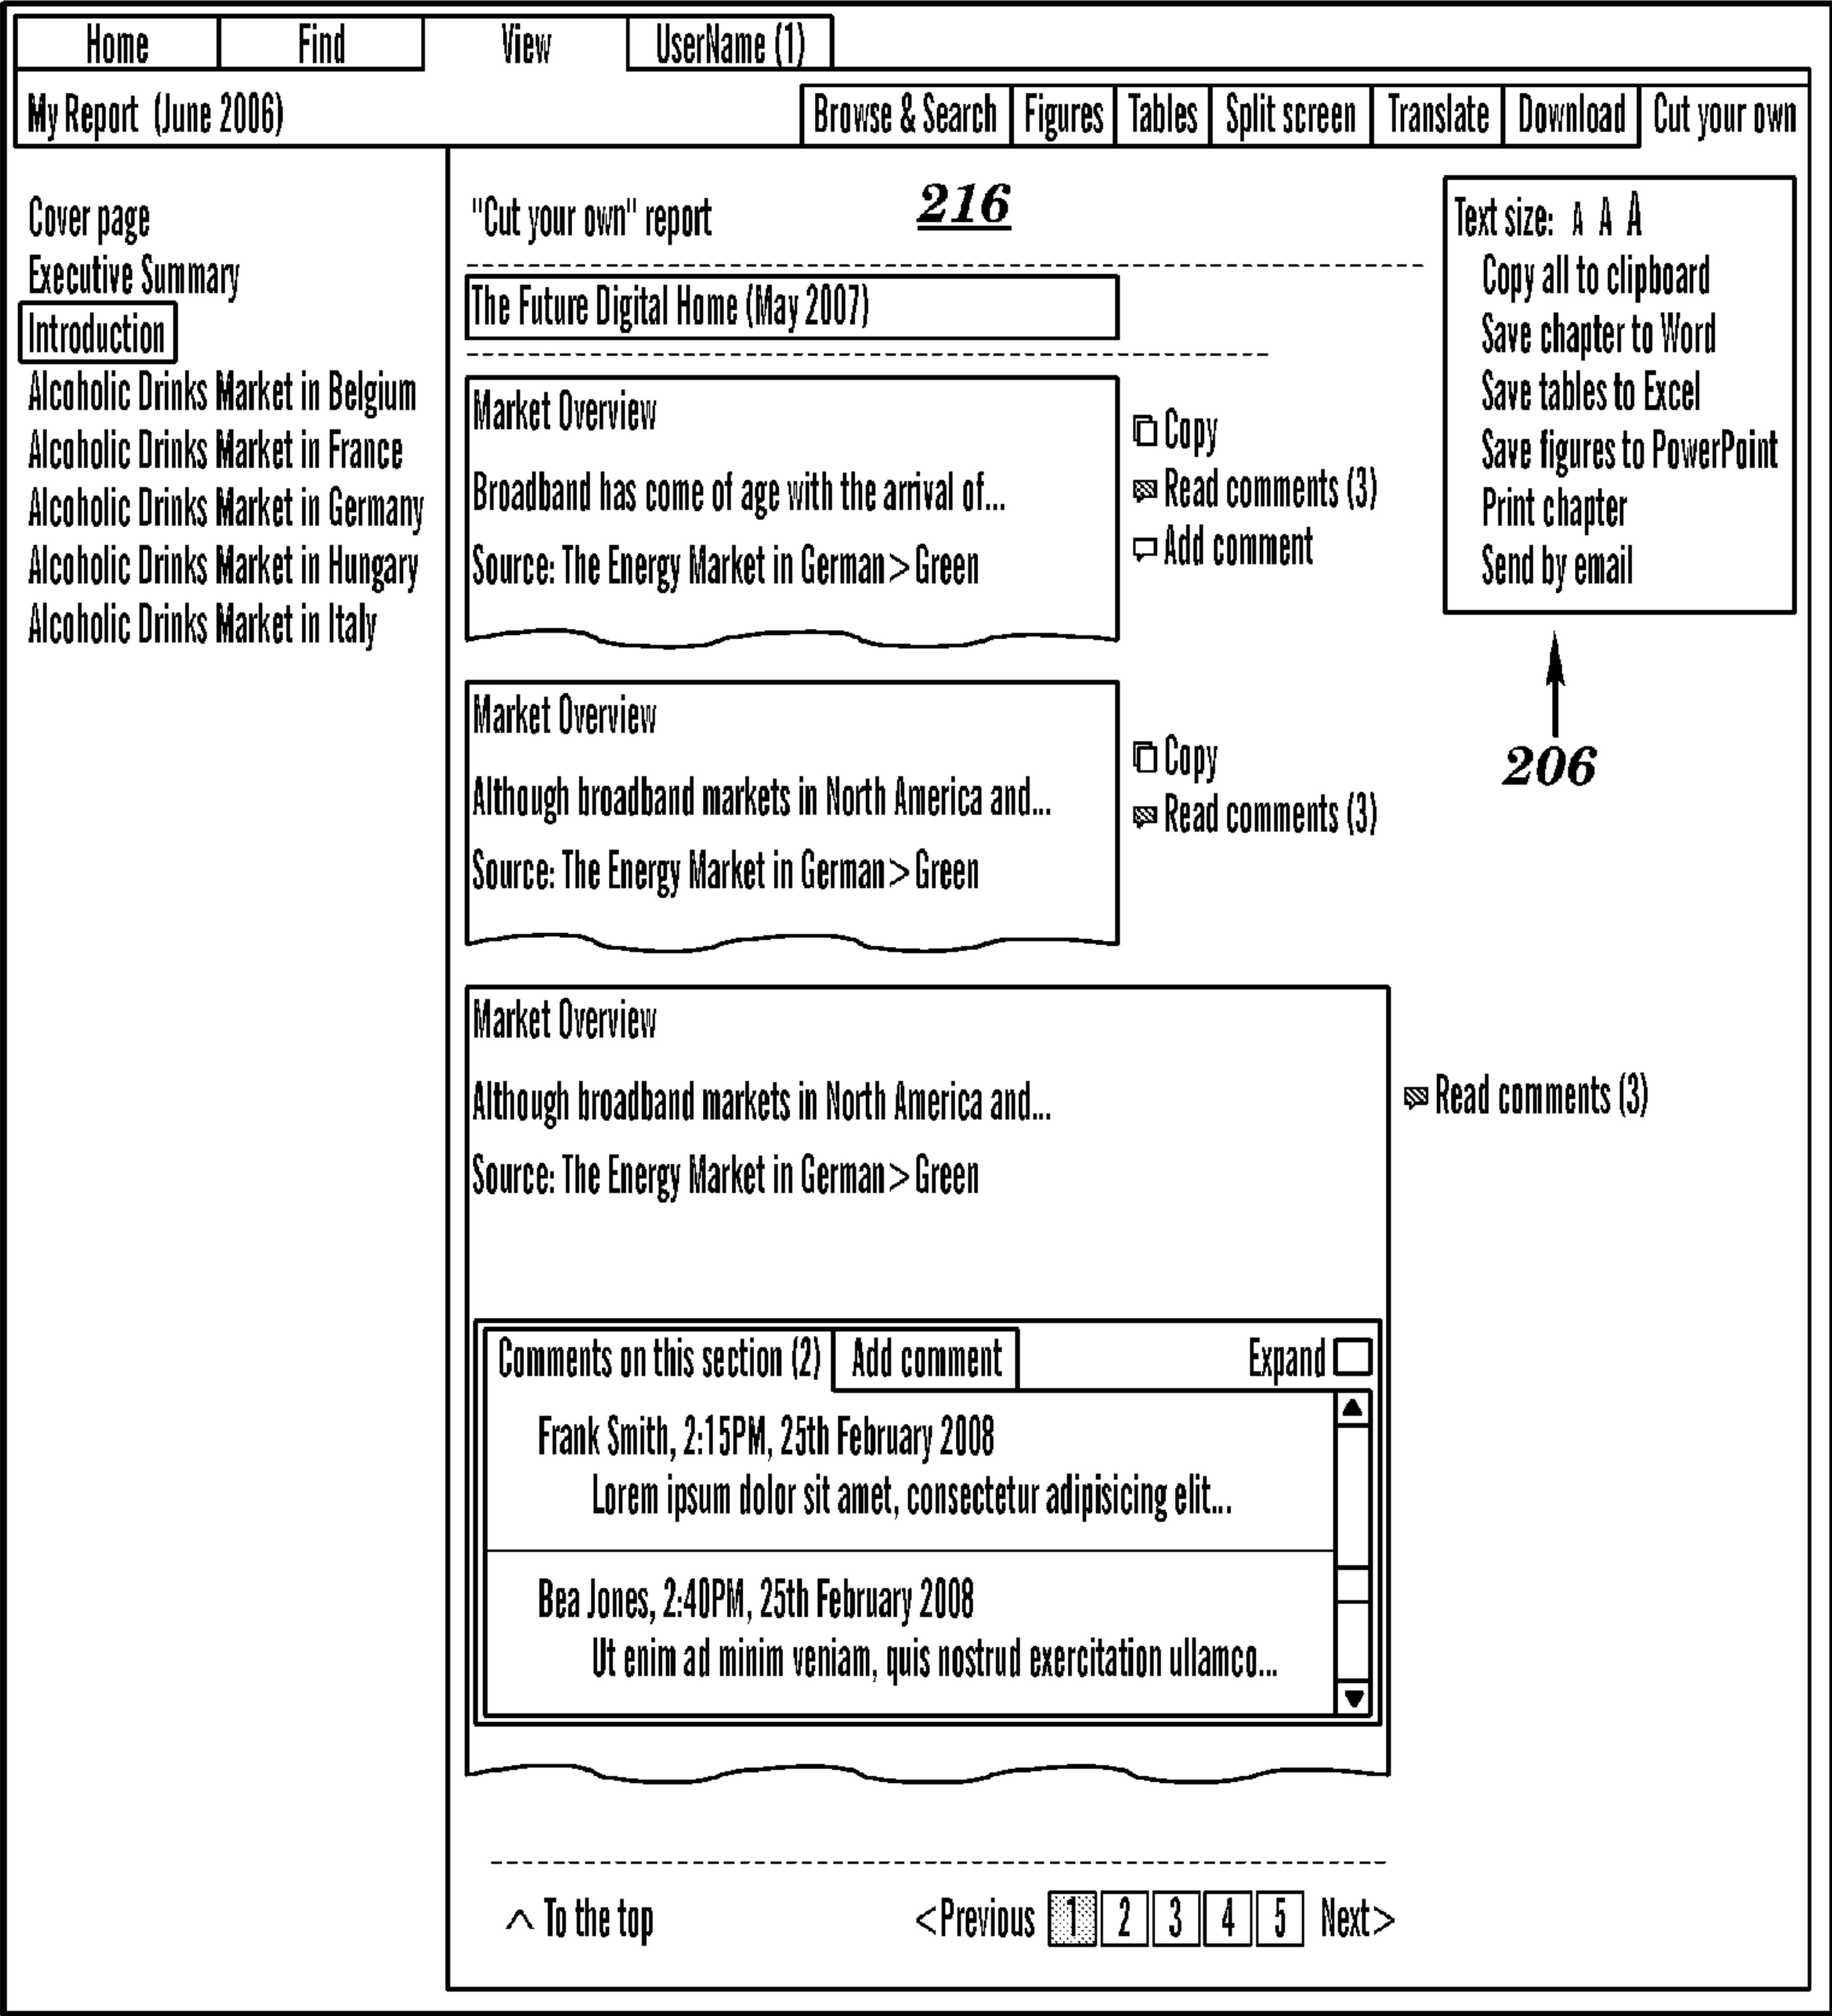 Home Find View UserName (1)
My Report (June 2006) Browse & Search Figures Tables Split screen Translate Download Cut your own
Cover page
Executive Summary
Introduction
Alcoholic Drinks Market in Belgium
Alcoholic Drinks Market in France
Alcoholic Drinks Market in Germany
Alcoholic Drinks Market in Hungary
Alcoholic Drinks Market in Italy
"Cut your own" report 216
The Future Digital Home (May 2007)
Market Overview
Broadband has come of age with the arrival of...
Source: The Energy Market in German > Green
Copy
Read comments (3)
Add comment
Text size: A A A
Copy all to clipboard
Save chapter to Word
Save tables to Excel
Save figures to PowerPoint
Print chapter
Send by email
206
Market Overview
Although broadband markets in North America and...
Source: The Energy Market in German > Green
Copy
Read comments (3)
Market Overview
Although broadband markets in North America and...
Source: The Energy Market in German > Green
Read comments (3)
Comments on this section (2) Add comment Expand
Frank Smith, 2:15PM, 25th February 2008
Lorem ipsum dolor sit amet, consectetur adipisicing elit...
Bea Jones, 2:40PM, 25th February 2008
Ut enim ad minim veniam, quis nostrud exercitation ullamco...
^ To the top <Previous 1 2 3 4 5 Next>